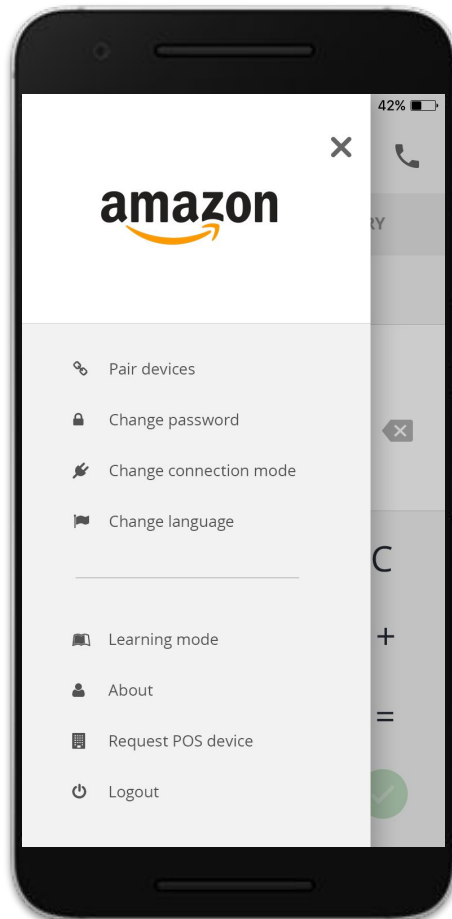 42%
amazon
RY
Pair devices
Change password
Change connection mode
Change language
C
Learning mode
+
About
Request POS device
=
Logout